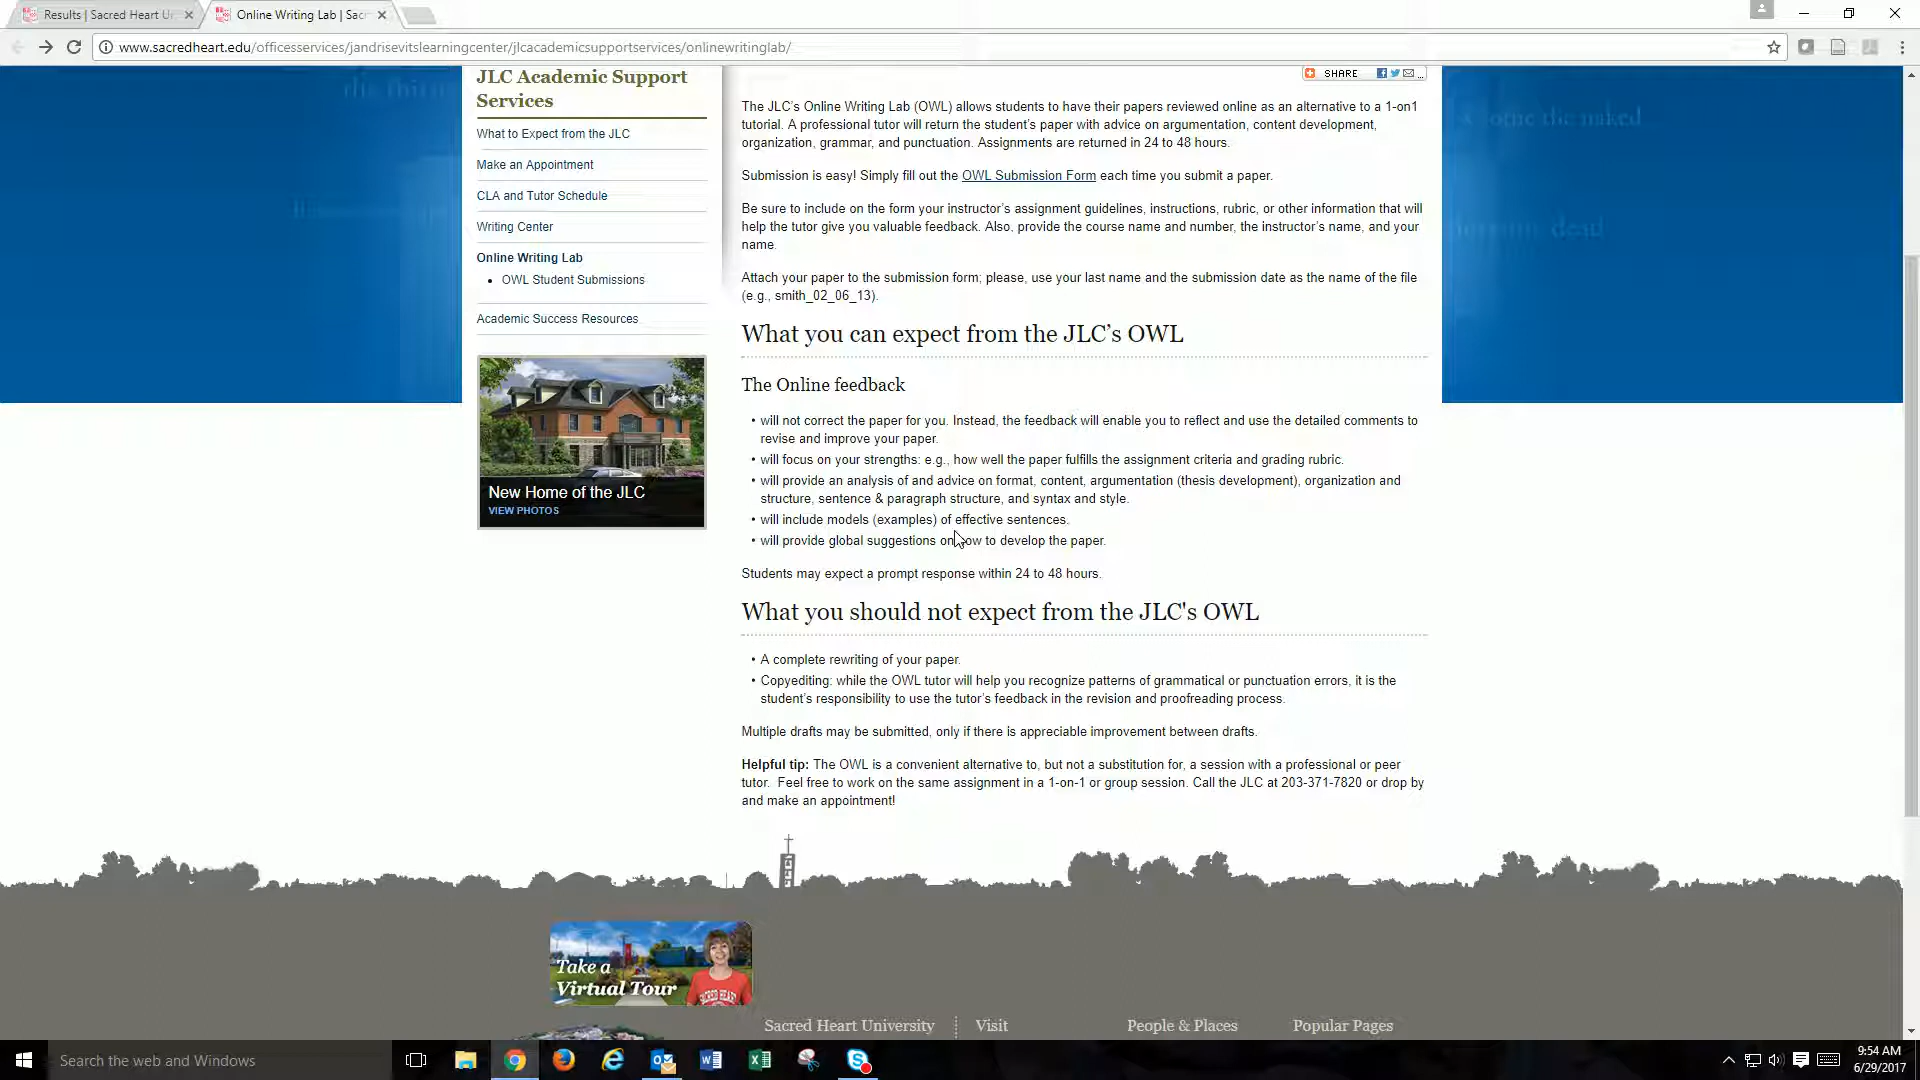 Results | Sacred Heart U
Online Writing Lab | Sac
www.sacredheart.edu/officesservices/jandrisevitslearningcenter/jlcacademicsupportservices/onlinewritinglab/
JLC Academic Support
Services
What to Expect from the JLC
Make an Appointment
CLA and Tutor Schedule
Writing Center
Online Writing Lab
• OWL Student Submissions
Academic Success Resources
New Home of the JLC
VIEW PHOTOS
SHARE
The JLC’s Online Writing Lab (OWL) allows students to have their papers reviewed online as an alternative to a 1-on1
tutorial. A professional tutor will return the student’s paper with advice on argumentation, content development,
organization, grammar, and punctuation. Assignments are returned in 24 to 48 hours.
Submission is easy! Simply fill out the OWL Submission Form each time you submit a paper.
Be sure to include on the form your instructor’s assignment guidelines, instructions, rubric, or other information that will
help the tutor give you valuable feedback. Also, provide the course name and number, the instructor’s name, and your
name.
Attach your paper to the submission form; please, use your last name and the submission date as the name of the file
(e.g., smith_02_06_13).
What you can expect from the JLC’s OWL
The Online feedback
• will not correct the paper for you. Instead, the feedback will enable you to reflect and use the detailed comments to
revise and improve your paper.
• will focus on your strengths: e.g., how well the paper fulfills the assignment criteria and grading rubric.
• will provide an analysis of and advice on format, content, argumentation (thesis development), organization and
structure, sentence & paragraph structure, and syntax and style.
• will include models (examples) of effective sentences.
• will provide global suggestions on how to develop the paper.
Students may expect a prompt response within 24 to 48 hours.
What you should not expect from the JLC's OWL
• A complete rewriting of your paper.
• Copyediting: while the OWL tutor will help you recognize patterns of grammatical or punctuation errors, it is the
student’s responsibility to use the tutor’s feedback in the revision and proofreading process.
Multiple drafts may be submitted, only if there is appreciable improvement between drafts.
Helpful tip: The OWL is a convenient alternative to, but not a substitution for, a session with a professional or peer
tutor. Feel free to work on the same assignment in a 1-on-1 or group session. Call the JLC at 203-371-7820 or drop by
and make an appointment!
the naked
dead
Take a
Virtual Tour
SACRED HEART
Sacred Heart University
Visit
People & Places
Popular Pages
Search the web and Windows
9:54 AM
6/29/2017